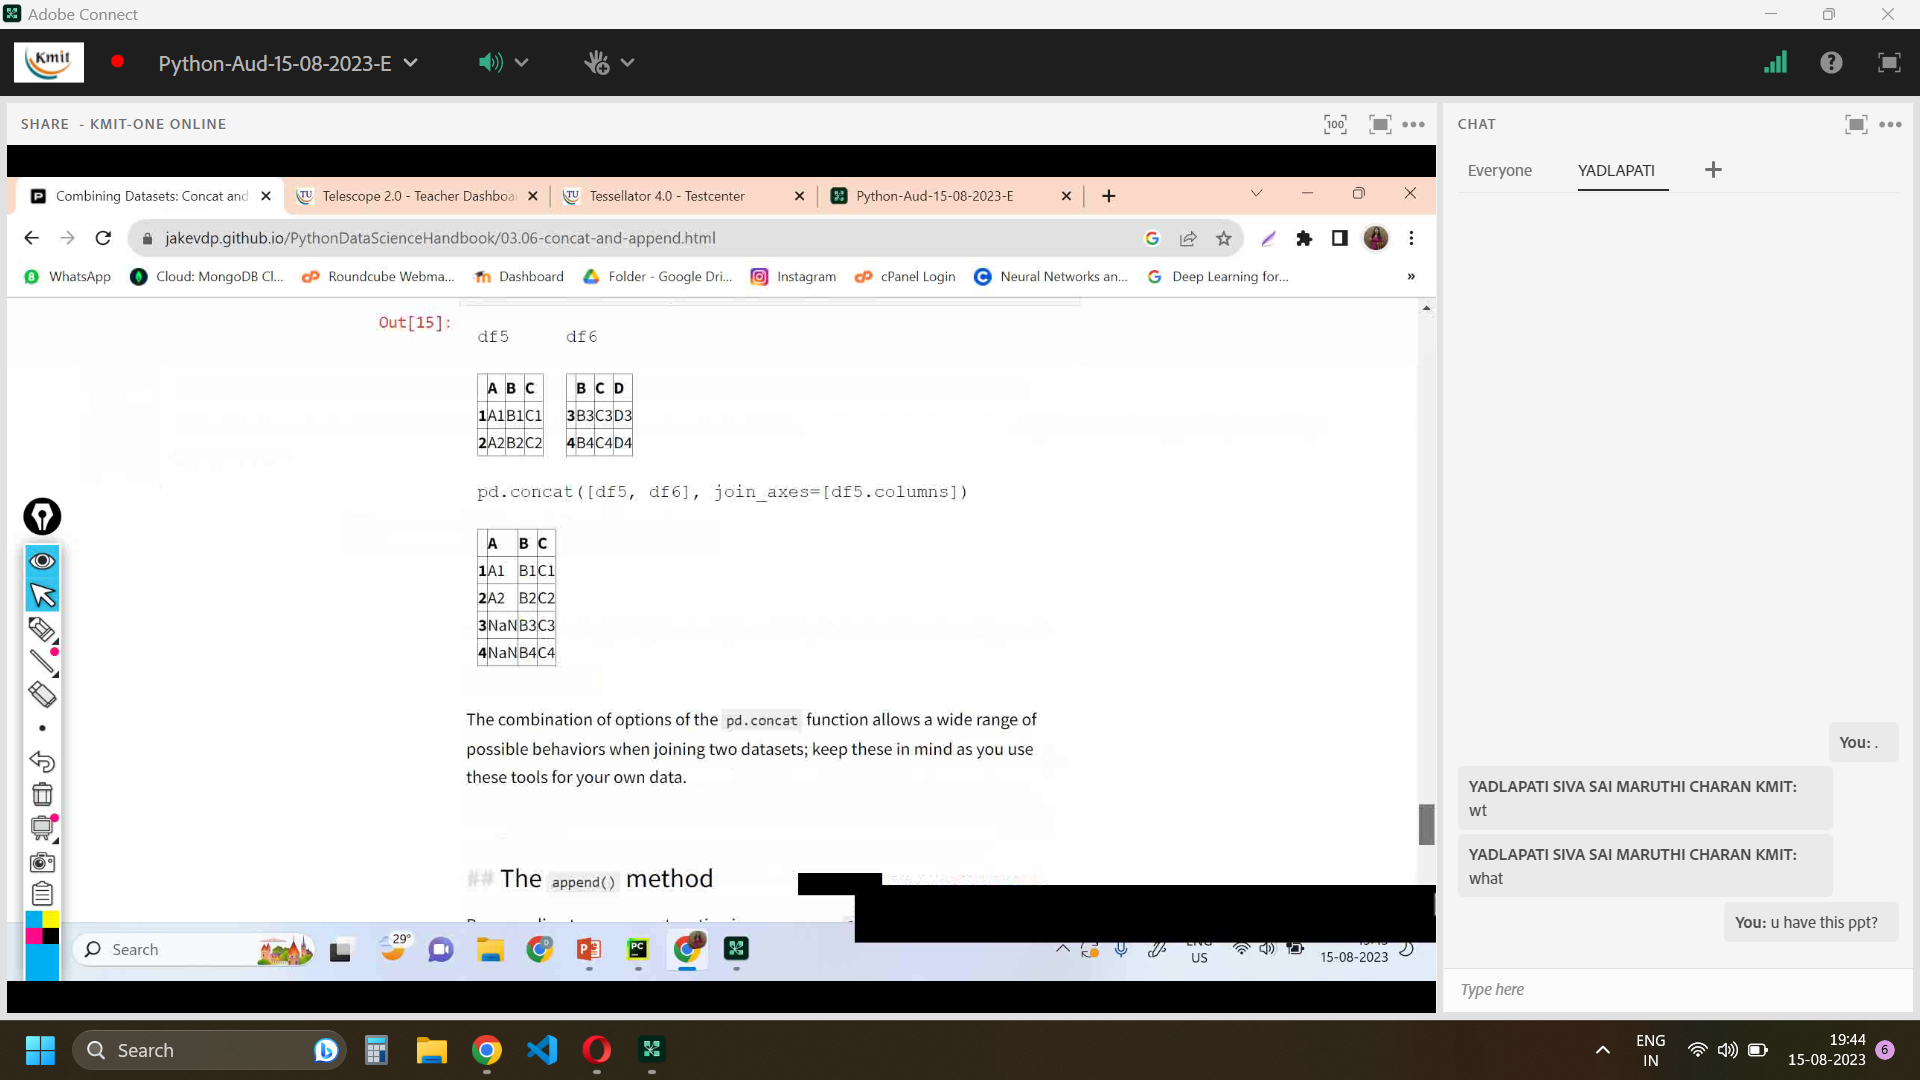 Adobe Connect
Kmit
Python-Aud-15-08-2023-E
SHARE - KMIT-ONE ONLINE
100
Combining Datasets: Concat and
TU Telescope 2.0 - Teacher Dashboa
TU Tessellator 4.0 - Testcenter
Python-Aud-15-08-2023-E
jakevdp.github.io/PythonDataScienceHandbook/03.06-concat-and-append.html
WhatsApp
Cloud: MongoDB Cl...
Roundcube Webma...
Dashboard
Folder - Google Dri...
Instagram
cPanel Login
Neural Networks an...
Deep Learning for...
»
Out[15]:
df5 df6
A B C
1 A1 B1 C1
2 A2 B2 C2
B C D
3 B3 C3 D3
4 B4 C4 D4
pd.concat([df5, df6], join_axes=[df5.columns])
A B C
1 A1 B1 C1
2 A2 B2 C2
3 NaN B3 C3
4 NaN B4 C4
The combination of options of the pd.concat function allows a wide range of
possible behaviors when joining two datasets; keep these in mind as you use
these tools for your own data.
## The append() method
Search
29°
US
15-08-2023
CHAT
Everyone
YADLAPATI
You: .
YADLAPATI SIVA SAI MARUTHI CHARAN KMIT:
wt
YADLAPATI SIVA SAI MARUTHI CHARAN KMIT:
what
You: u have this ppt?
Type here
Search
ENG
IN
19:44
15-08-2023
6